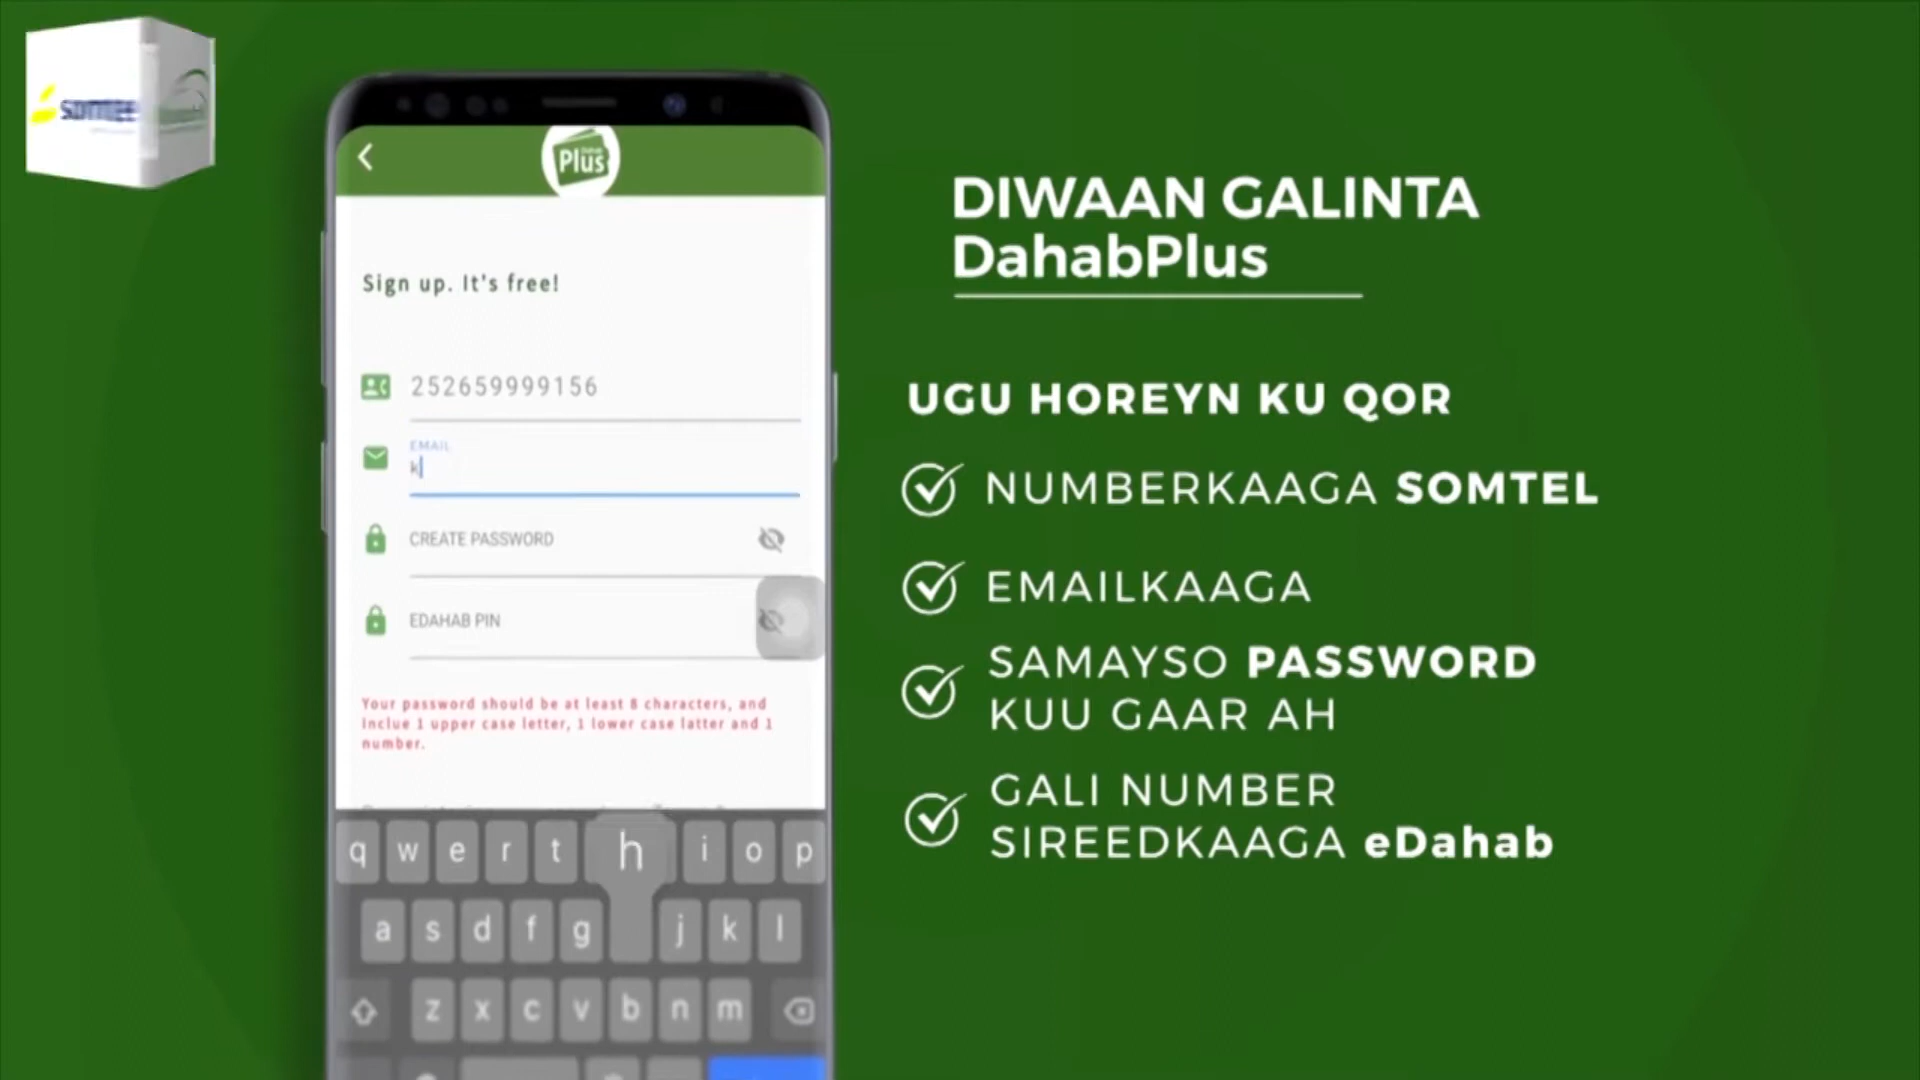 SOMTEL
Plus
Sign up. It's free!
252659999156
EMAIL
k
CREATE PASSWORD
EDAHAB PIN
Your password should be at least 8 characters, and
inclue 1 upper case letter, 1 lower case latter and 1
number.
q w e r t h i o p
a s d f g j k l
z x c v b n m
DIWAAN GALINTA
DahabPlus
UGU HOREYN KU QOR
NUMBERKAAGA SOMTEL
EMAILKAAGA
SAMAYSO PASSWORD
KUU GAAR AH
GALI NUMBER
SIREEDKAAGA eDahab